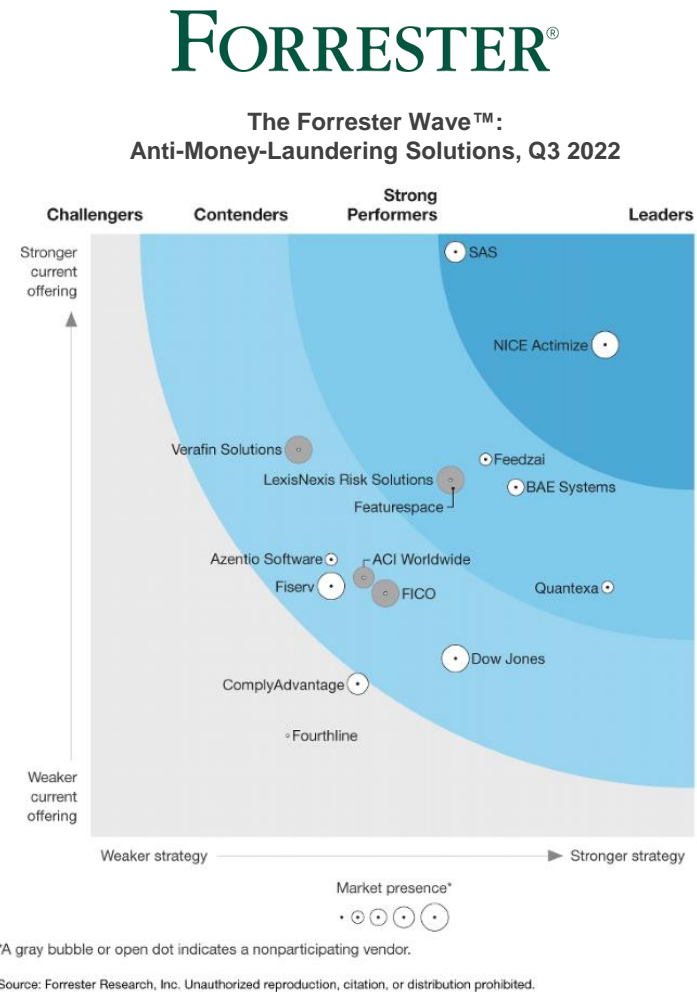 FORRESTER®
The Forrester Wave™:
Anti-Money-Laundering Solutions, Q3 2022
Challengers
Contenders
Strong
Performers
Leaders
Stronger
current
offering
SAS
NICE Actimize
Verafin Solutions
Feedzai
LexisNexis Risk Solutions
BAE Systems
Featurespace
Azentio Software
ACI Worldwide
Fiserv
FICO
Quantexa
Dow Jones
ComplyAdvantage
Fourthline
Weaker
current
offering
Weaker strategy
Stronger strategy
Market presence*
*A gray bubble or open dot indicates a nonparticipating vendor.
Source: Forrester Research, Inc. Unauthorized reproduction, citation, or distribution prohibited.